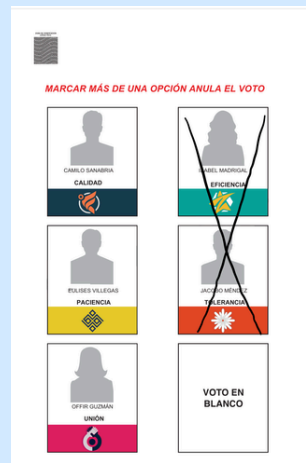 MARCAR MÁS DE UNA OPCIÓN ANULA EL VOTO
CAMILO SANABRIA
CALIDAD
ISABEL MADRIGAL
EFICIENCIA
EULISES VILLEGAS
PACIENCIA
JACOBO MÉNDEZ
TOLERANCIA
OFFIR GUZMÁN
UNIÓN
VOTO EN
BLANCO